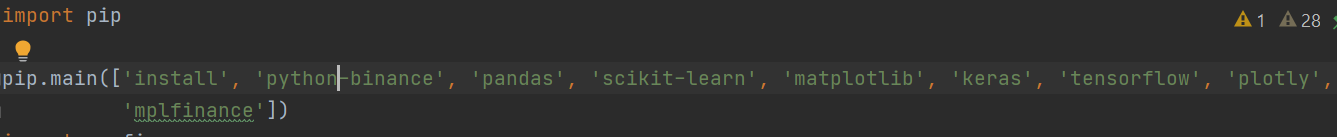 import pip
1 28
pip.main(['install', 'python-binance', 'pandas', 'scikit-learn', 'matplotlib', 'keras', 'tensorflow', 'plotly',
'mplfinance'])